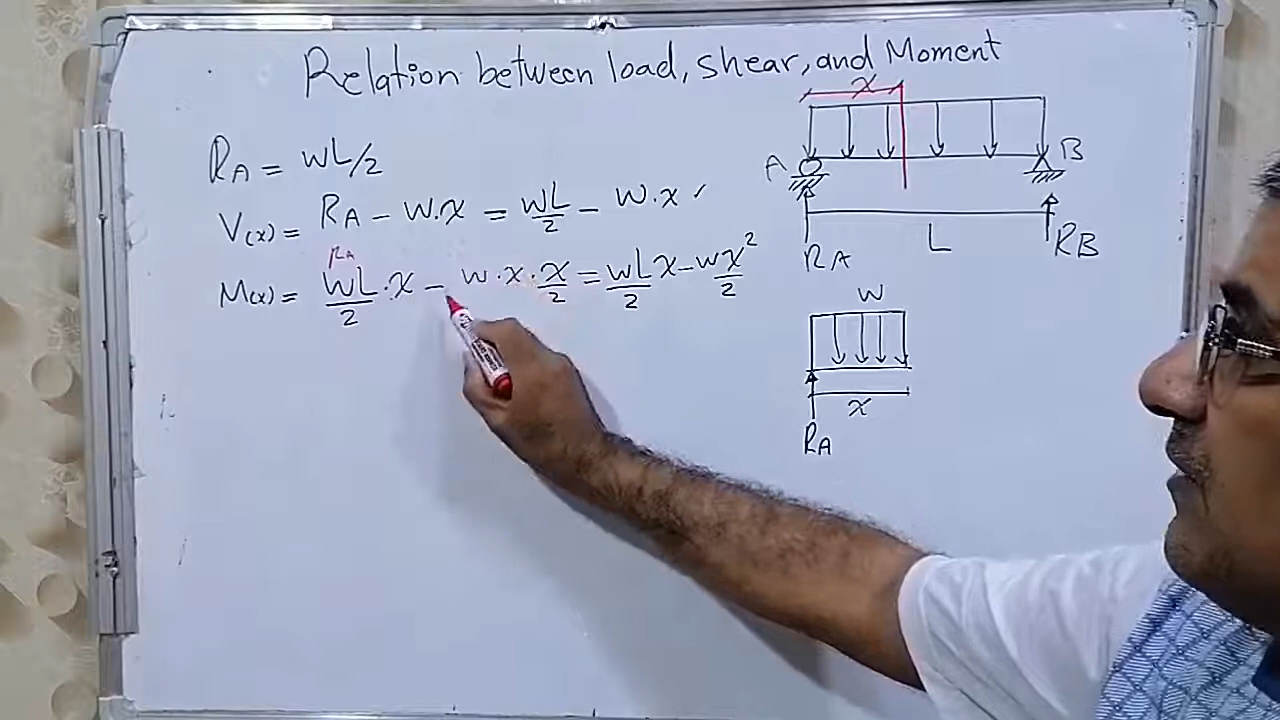 Relation between load, shear, and Moment
RA = WL/2
V(x) = RA - W.x = WL/2 - W.x ✓
RA
M(x) = WL/2 . x - W.x.x/2 = WL/2 x - Wx²/2
x
A
B
L
RA
RB
W
x
RA